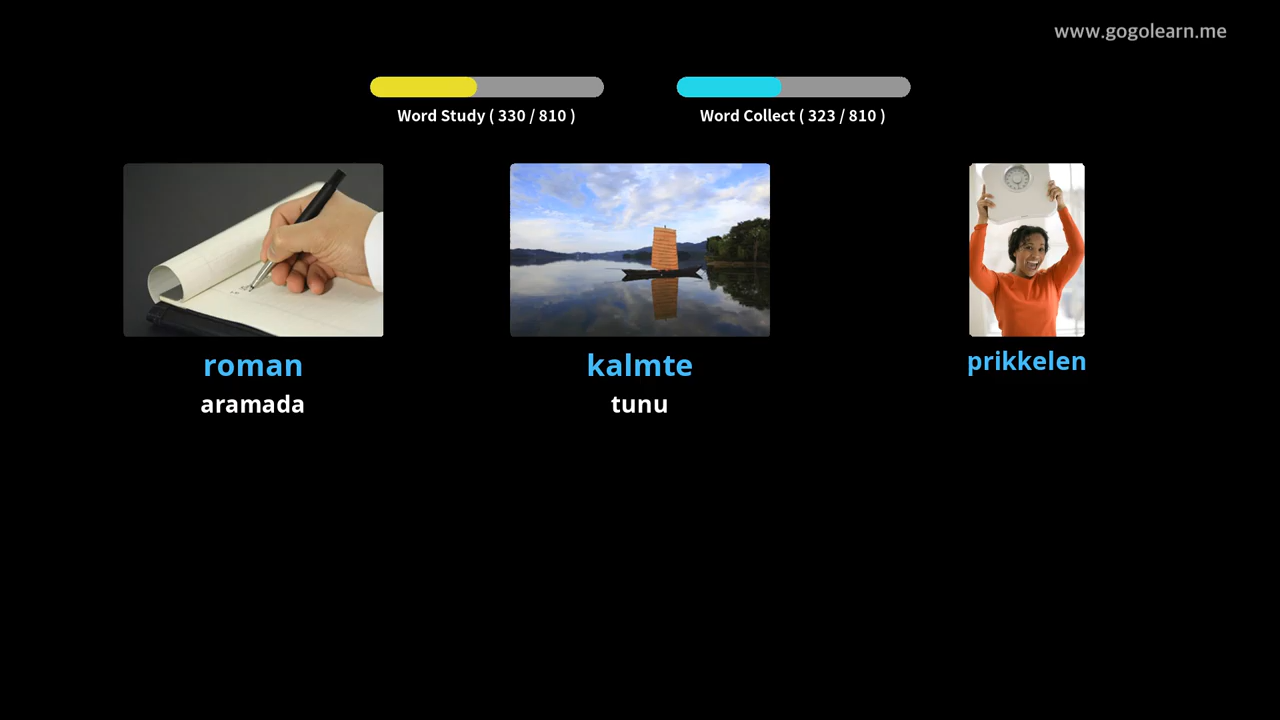 www.gogolearn.me
Word Study ( 330 / 810 )
Word Collect ( 323 / 810 )
roman
aramada
kalmte
tunu
prikkelen